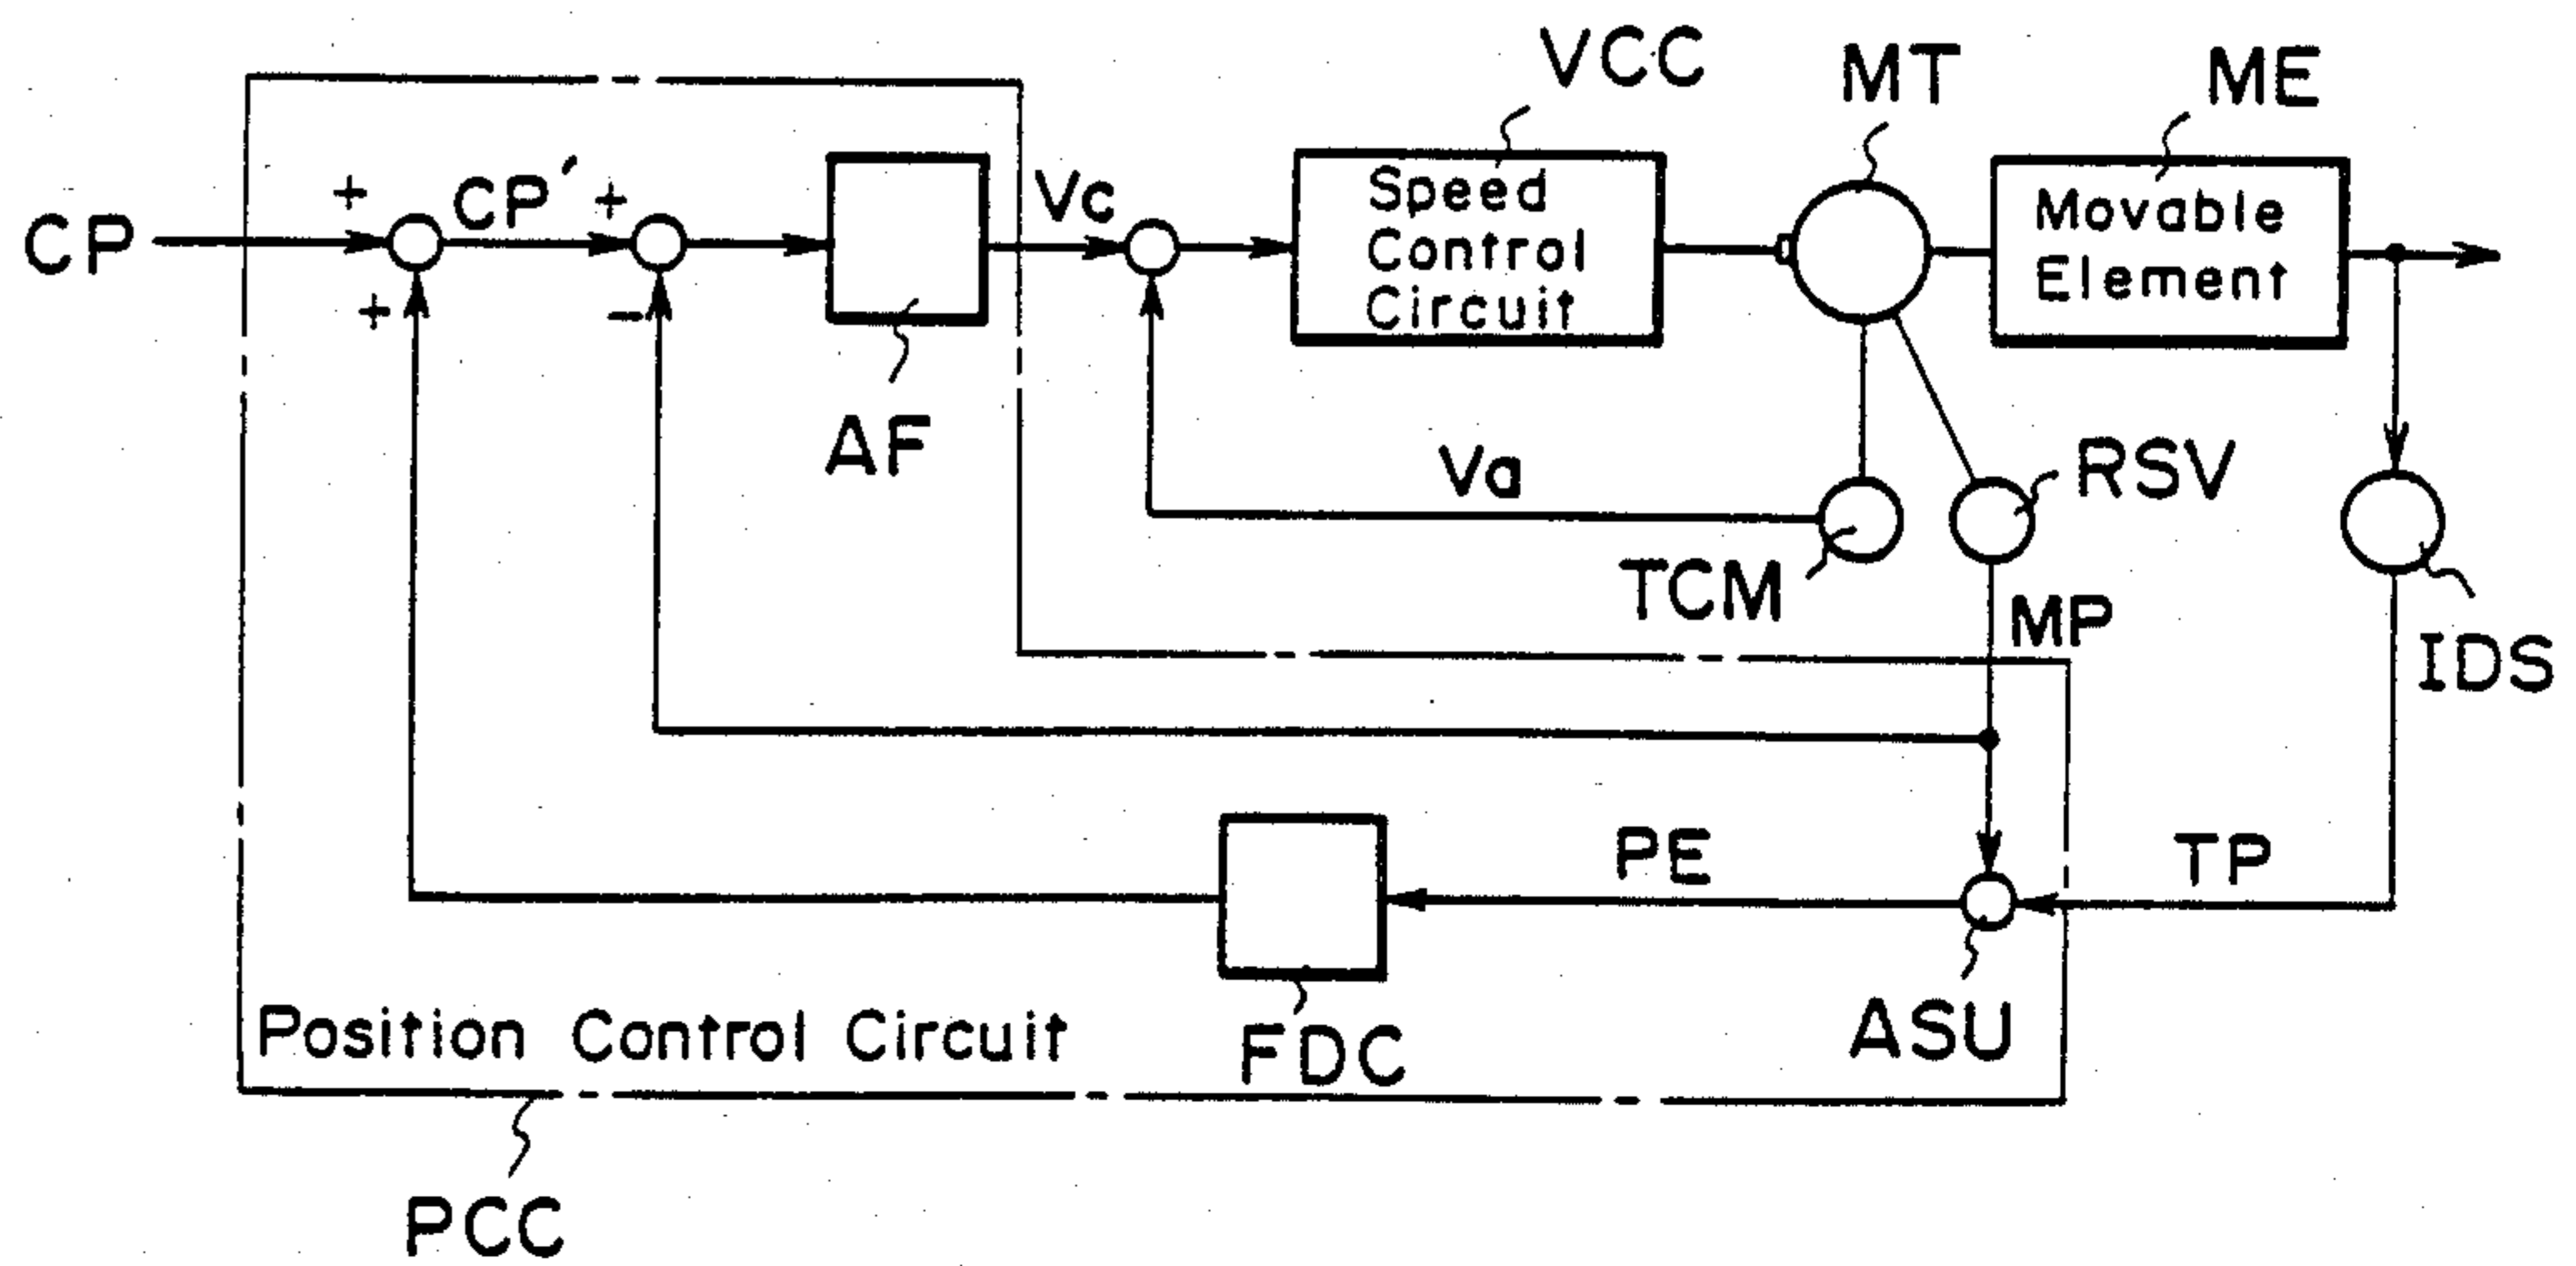 VCC
MT
ME
CP
+
CP′
+
Vc
Speed
Control
Circuit
Movable
Element
+
−
AF
Va
RSV
TCM
MP
IDS
PE
TP
Position Control Circuit
FDC
ASU
PCC